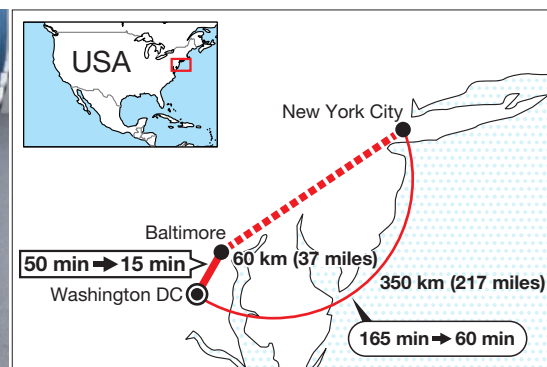 USA
New York City
Baltimore
50 min ➡ 15 min
60 km (37 miles)
Washington DC
350 km (217 miles)
165 min ➡ 60 min